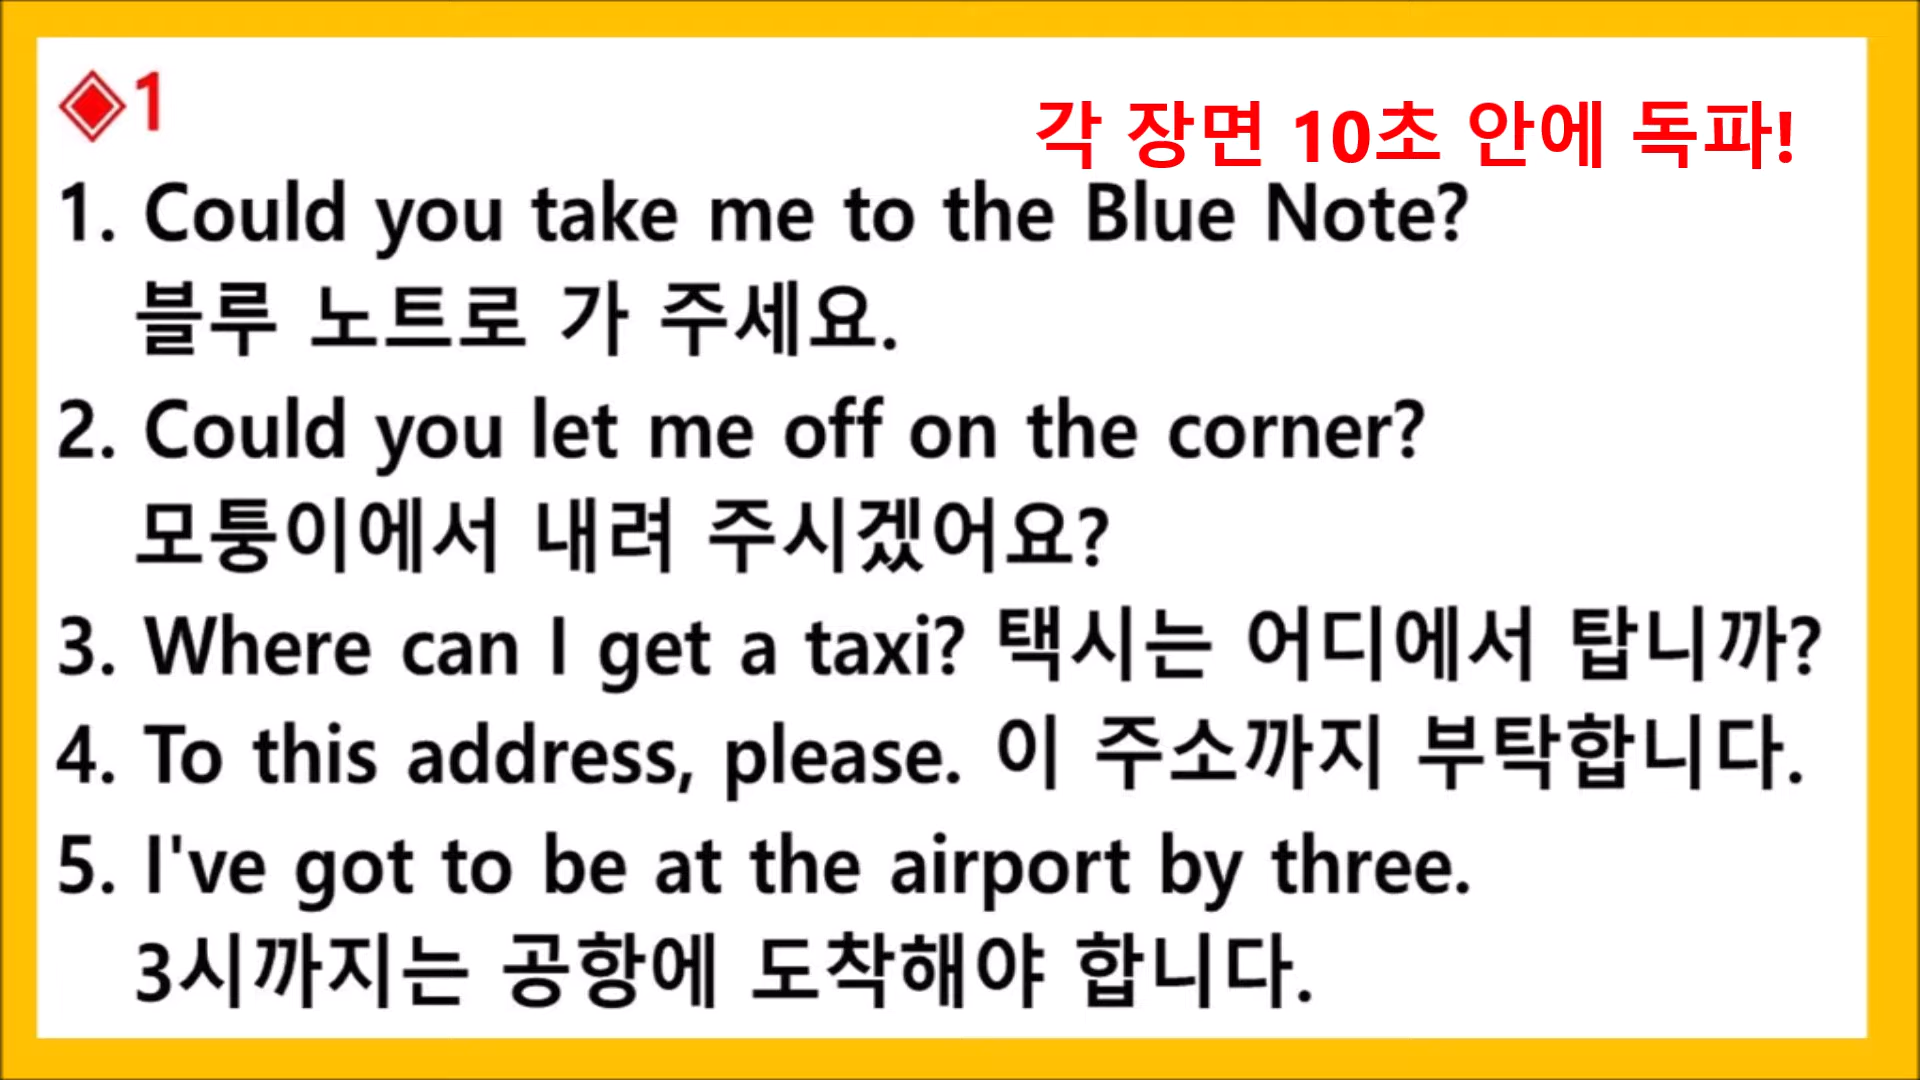 ◈1
각 장면 10초 안에 독파!
1. Could you take me to the Blue Note?
블루 노트로 가 주세요.
2. Could you let me off on the corner?
모퉁이에서 내려 주시겠어요?
3. Where can I get a taxi? 택시는 어디에서 탑니까?
4. To this address, please. 이 주소까지 부탁합니다.
5. I've got to be at the airport by three.
3시까지는 공항에 도착해야 합니다.